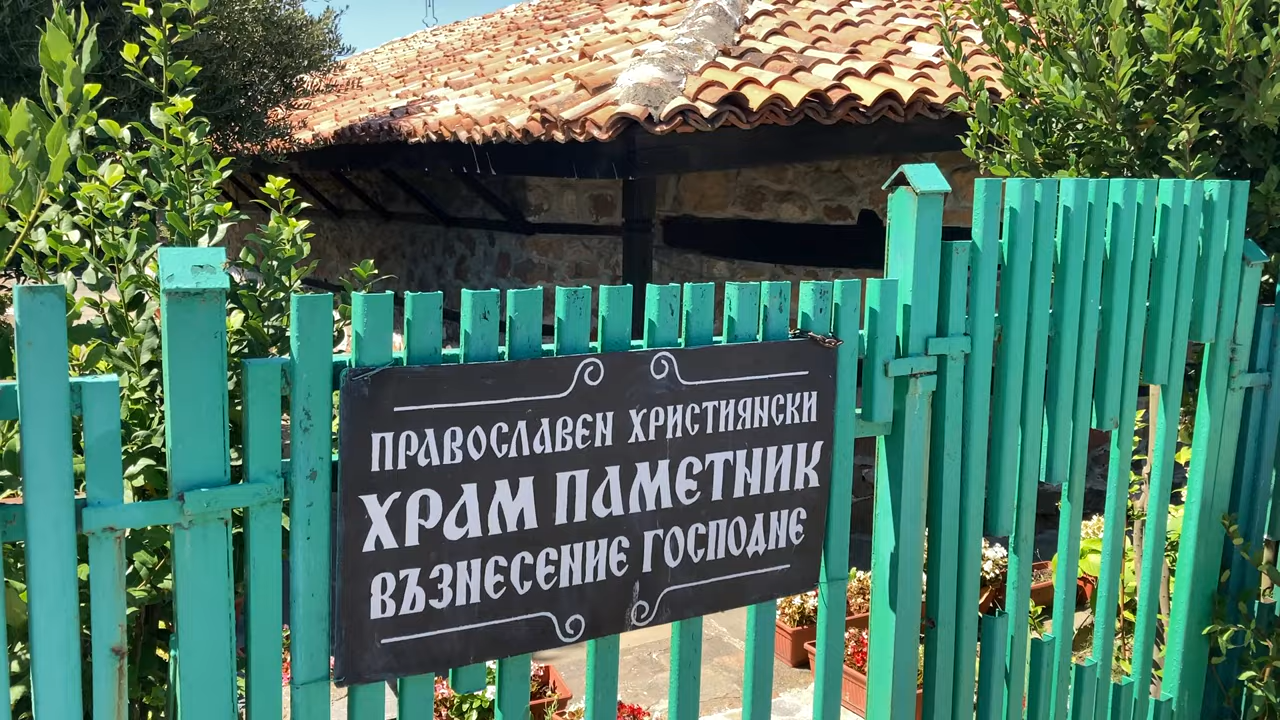 ПРАВОСЛАВЕН ХРИСТИЯНСКИ
ХРАМ ПАМЕТНИК
ВЪЗНЕСЕНИЕ ГОСПОДНЕ